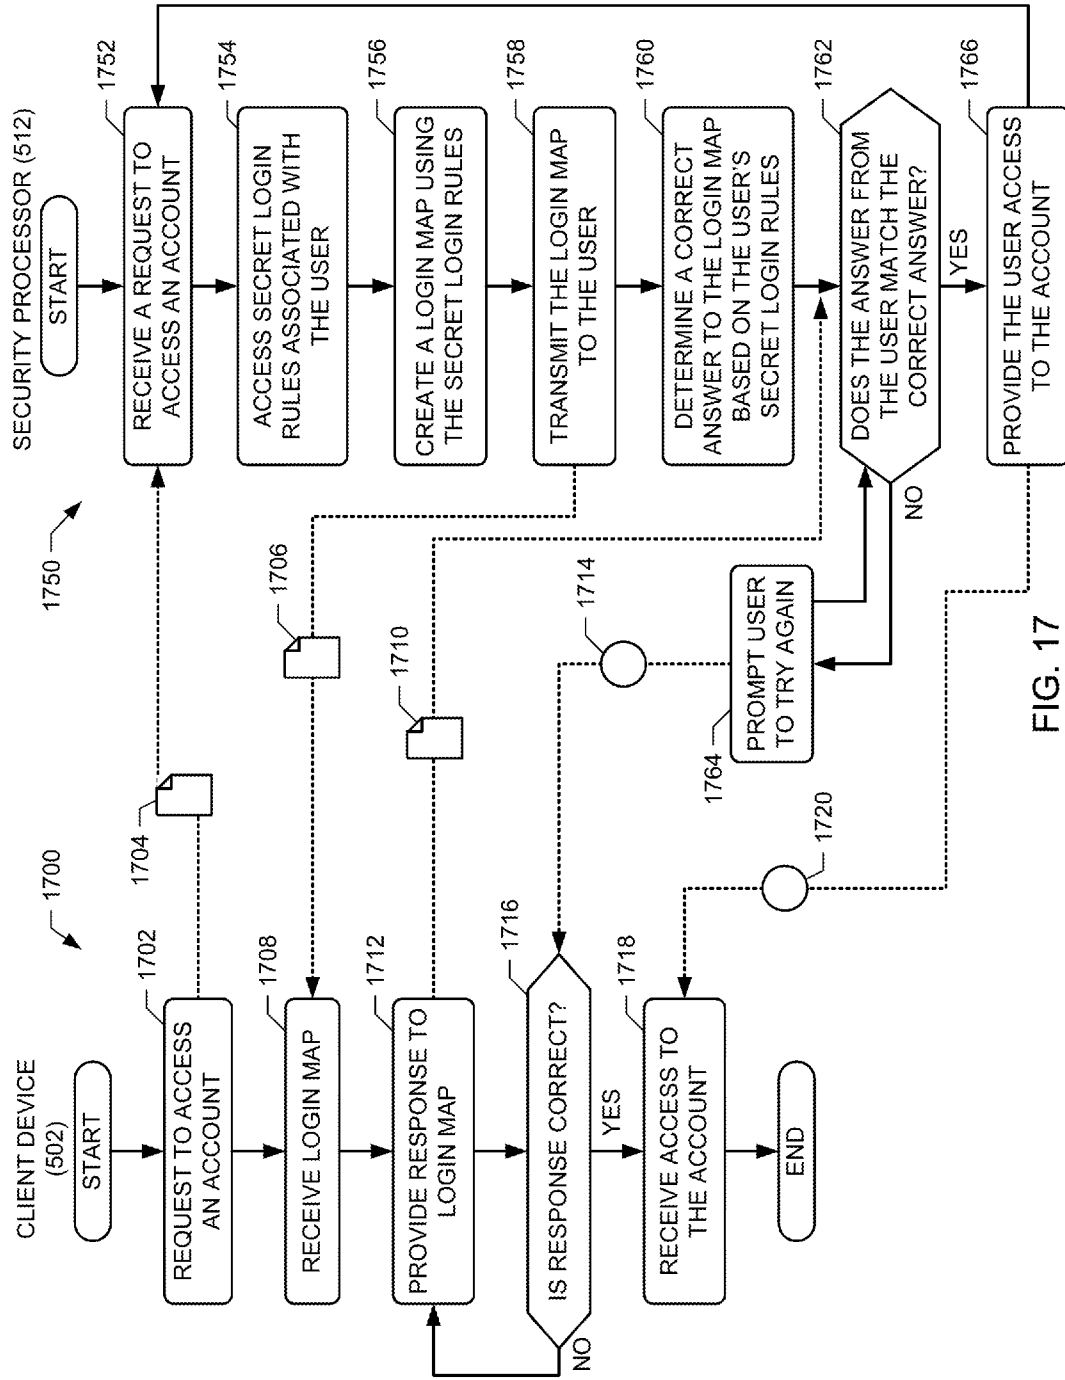 CLIENT DEVICE
(502)
START
1700
1702
REQUEST TO ACCESS
AN ACCOUNT
1704
1708
RECEIVE LOGIN MAP
1706
1712
PROVIDE RESPONSE TO
LOGIN MAP
1710
1716
IS RESPONSE CORRECT?
NO
YES
1714
1718
RECEIVE ACCESS TO
THE ACCOUNT
1720
END
SECURITY PROCESSOR (512)
START
1750
1752
RECEIVE A REQUEST TO
ACCESS AN ACCOUNT
1754
ACCESS SECRET LOGIN
RULES ASSOCIATED WITH
THE USER
1756
CREATE A LOGIN MAP USING
THE SECRET LOGIN RULES
1758
TRANSMIT THE LOGIN MAP
TO THE USER
1760
DETERMINE A CORRECT
ANSWER TO THE LOGIN MAP
BASED ON THE USER'S
SECRET LOGIN RULES
1762
DOES THE ANSWER FROM
THE USER MATCH THE
CORRECT ANSWER?
NO
YES
1764
PROMPT USER
TO TRY AGAIN
1766
PROVIDE THE USER ACCESS
TO THE ACCOUNT
FIG. 17